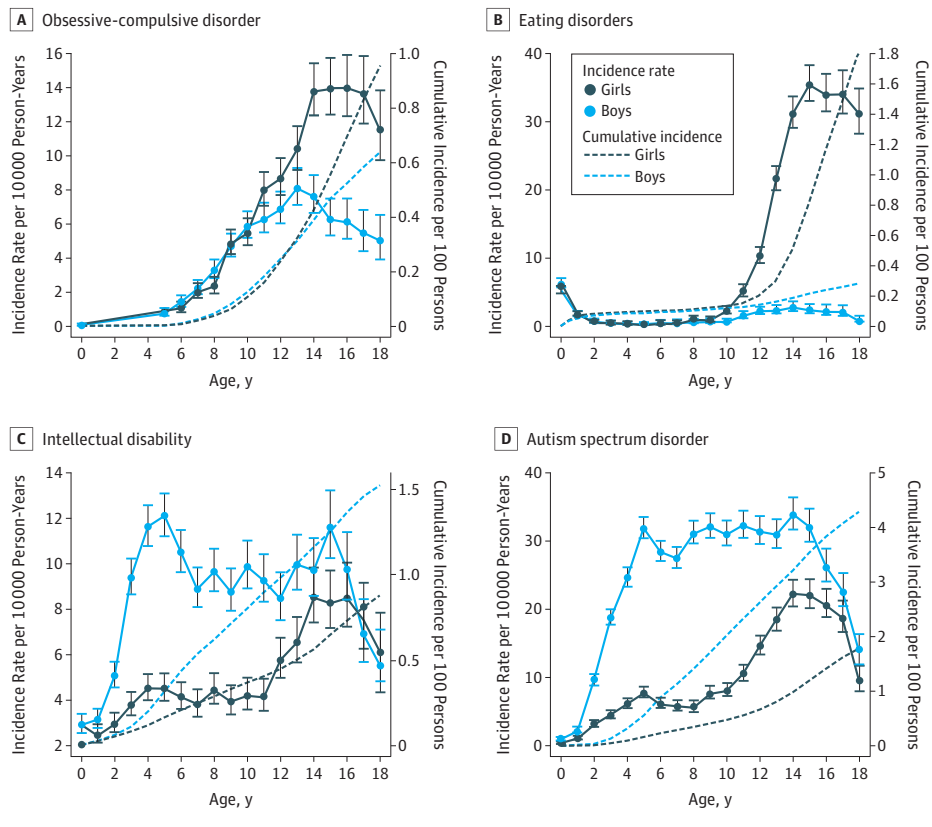 A Obsessive-compulsive disorder
Incidence Rate per 10000 Person-Years
16
14
12
10
8
6
4
2
0
1.0
0.8
0.6
0.4
0.2
0
Cumulative Incidence per 100 Persons
0 2 4 6 8 10 12 14 16 18
Age, y
B Eating disorders
Incidence Rate per 10000 Person-Years
40
30
20
10
0
Incidence rate
Girls
Boys
Cumulative incidence
Girls
Boys
1.8
1.6
1.4
1.2
1.0
0.8
0.6
0.4
0.2
0
Cumulative Incidence per 100 Persons
0 2 4 6 8 10 12 14 16 18
Age, y
C Intellectual disability
Incidence Rate per 10000 Person-Years
14
12
10
8
6
4
2
1.5
1.0
0.5
0
Cumulative Incidence per 100 Persons
0 2 4 6 8 10 12 14 16 18
Age, y
D Autism spectrum disorder
Incidence Rate per 10000 Person-Years
40
30
20
10
0
5
4
3
2
1
0
Cumulative Incidence per 100 Persons
0 2 4 6 8 10 12 14 16 18
Age, y